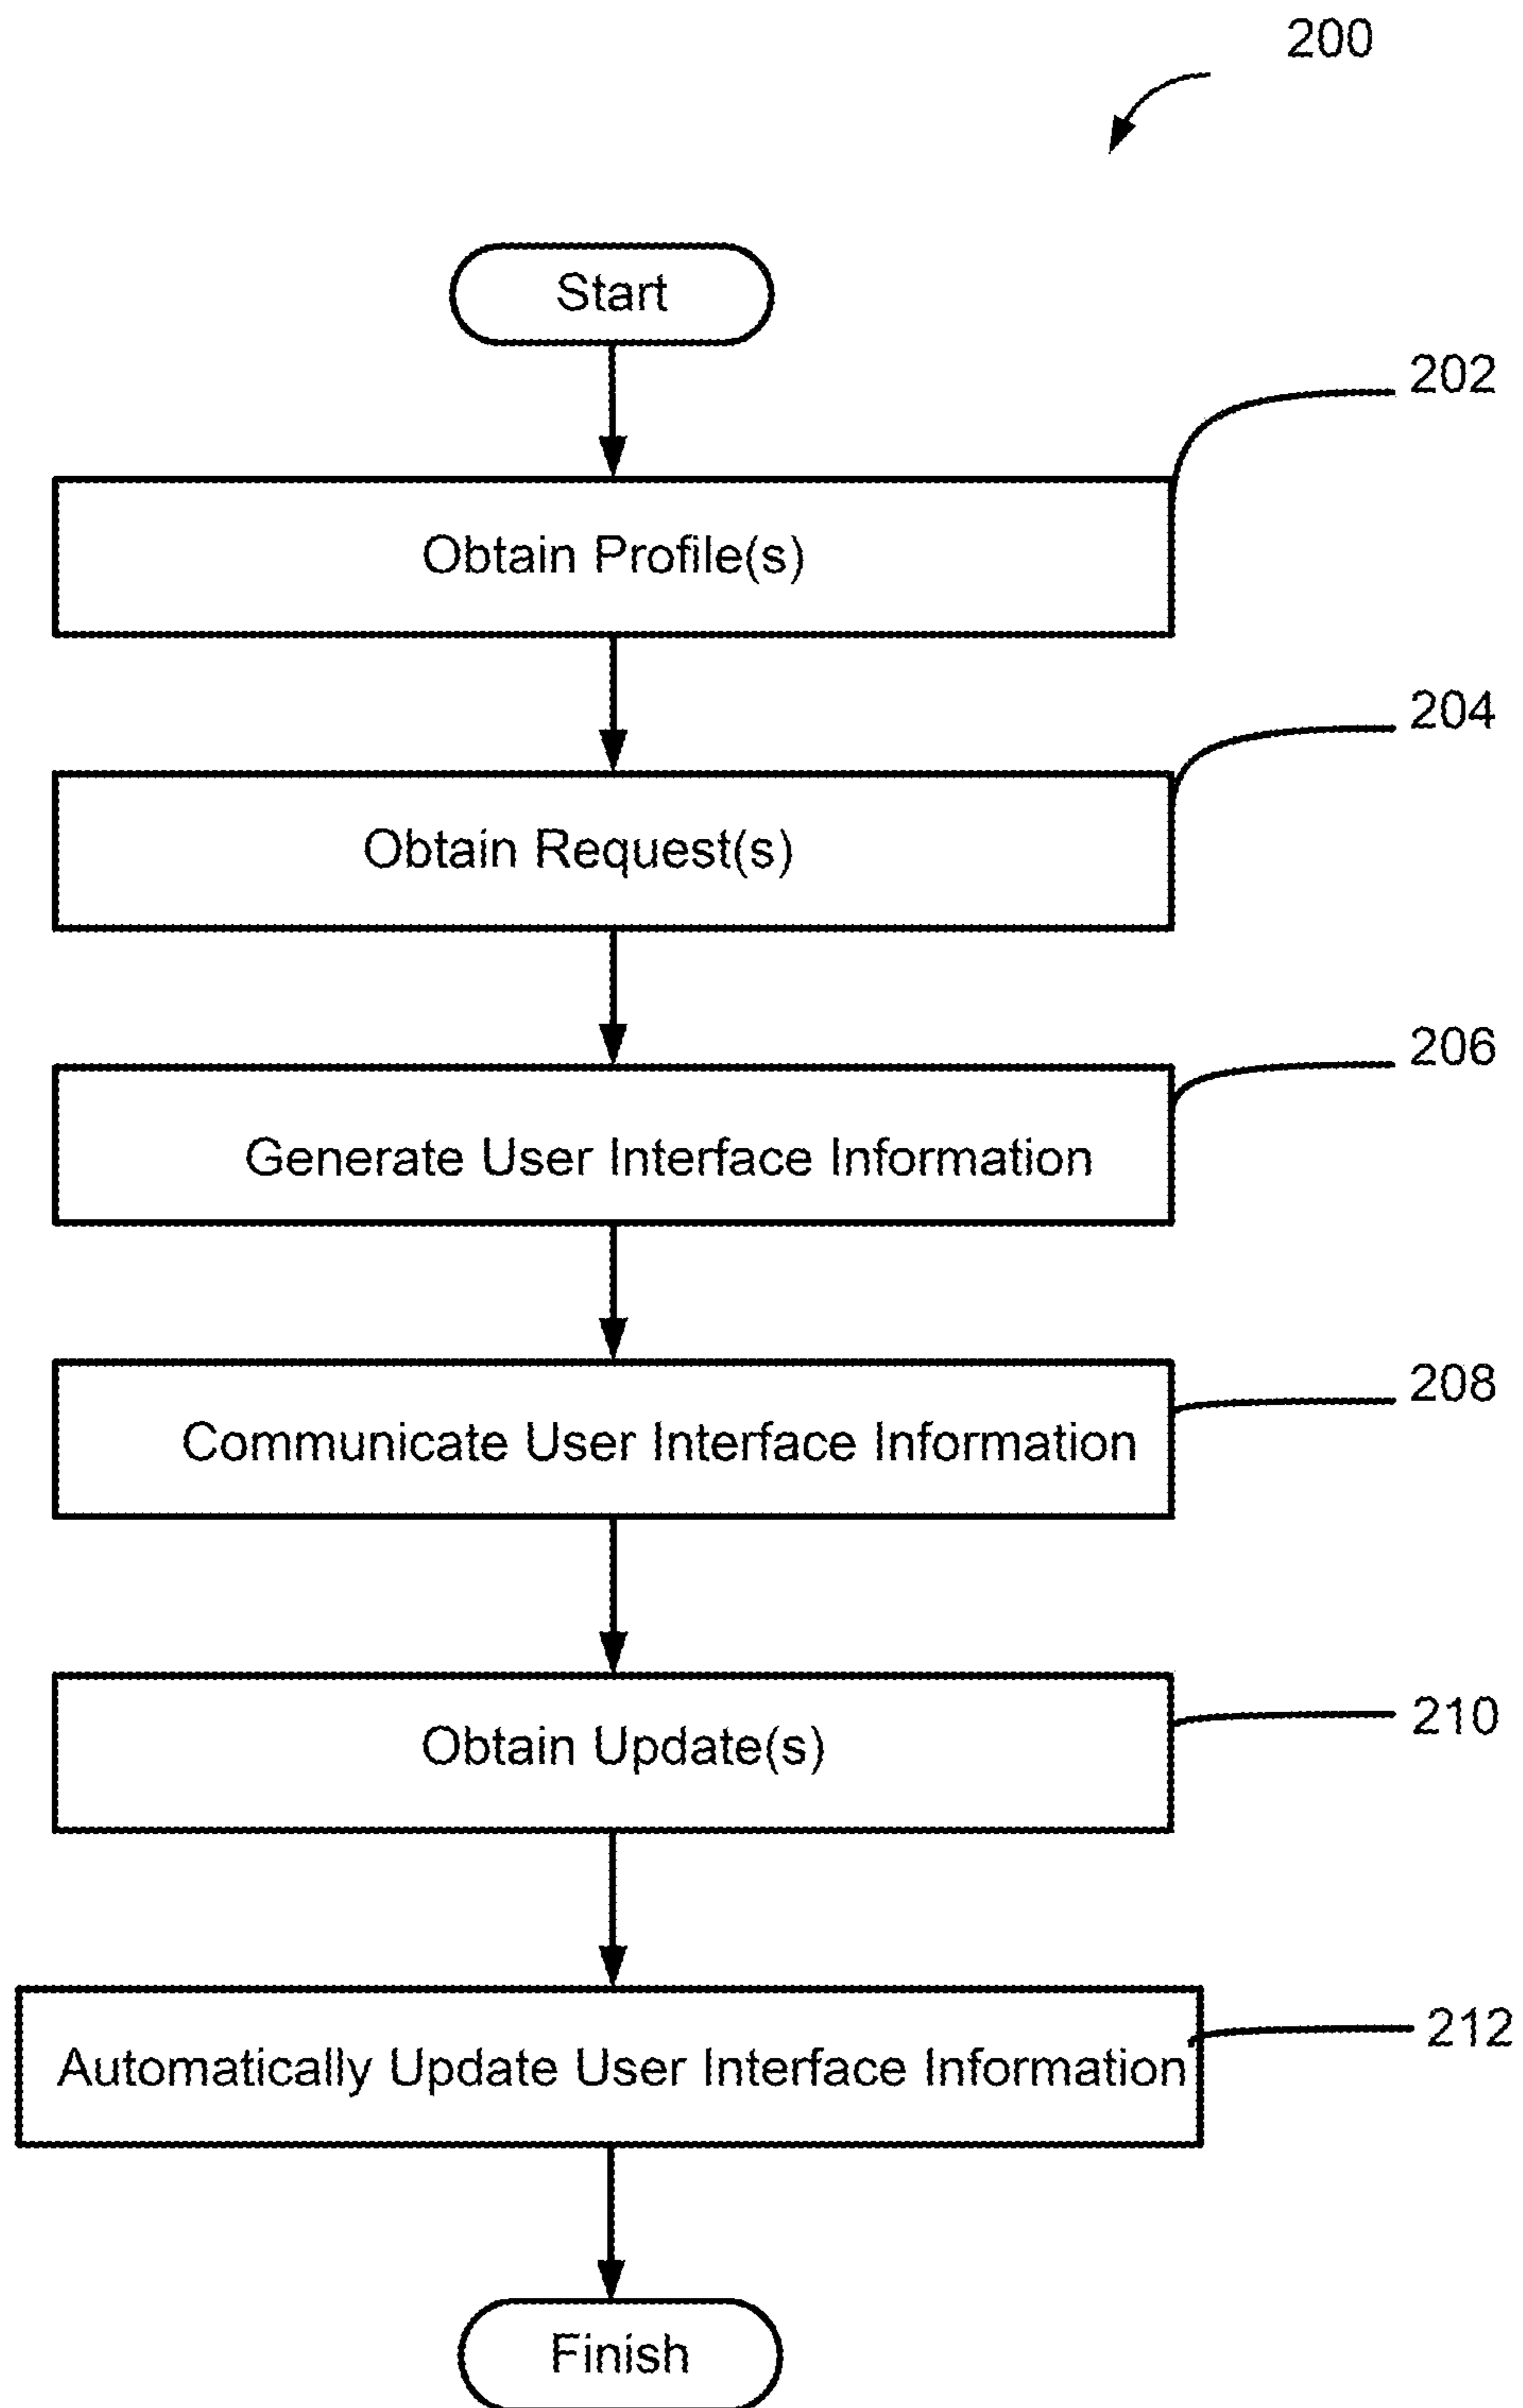 200
Start
202
Obtain Profile(s)
204
Obtain Request(s)
206
Generate User Interface Information
208
Communicate User Interface Information
210
Obtain Update(s)
212
Automatically Update User Interface Information
Finish